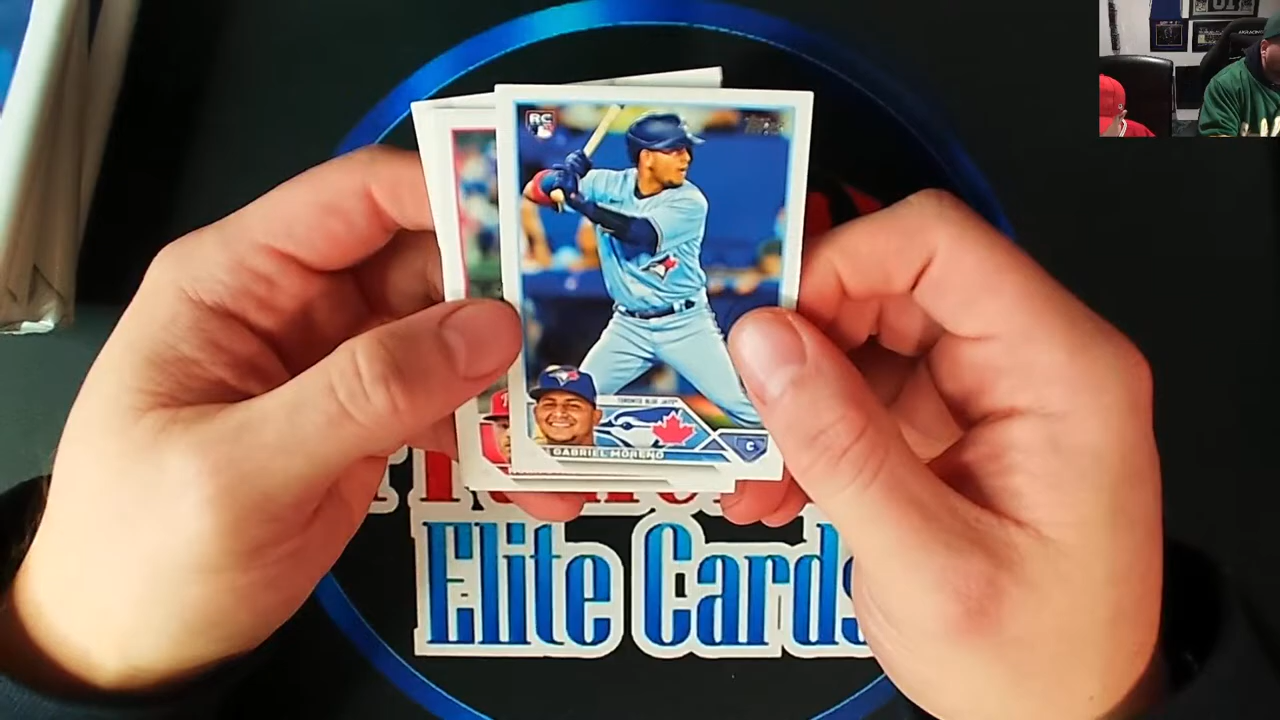 RC
Topps
TORONTO BLUE JAYS
C
GABRIEL MORENO
Elite Cards